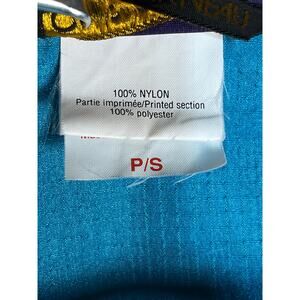 100% NYLON
Partie imprimée/Printed section
100% polyester
P/S